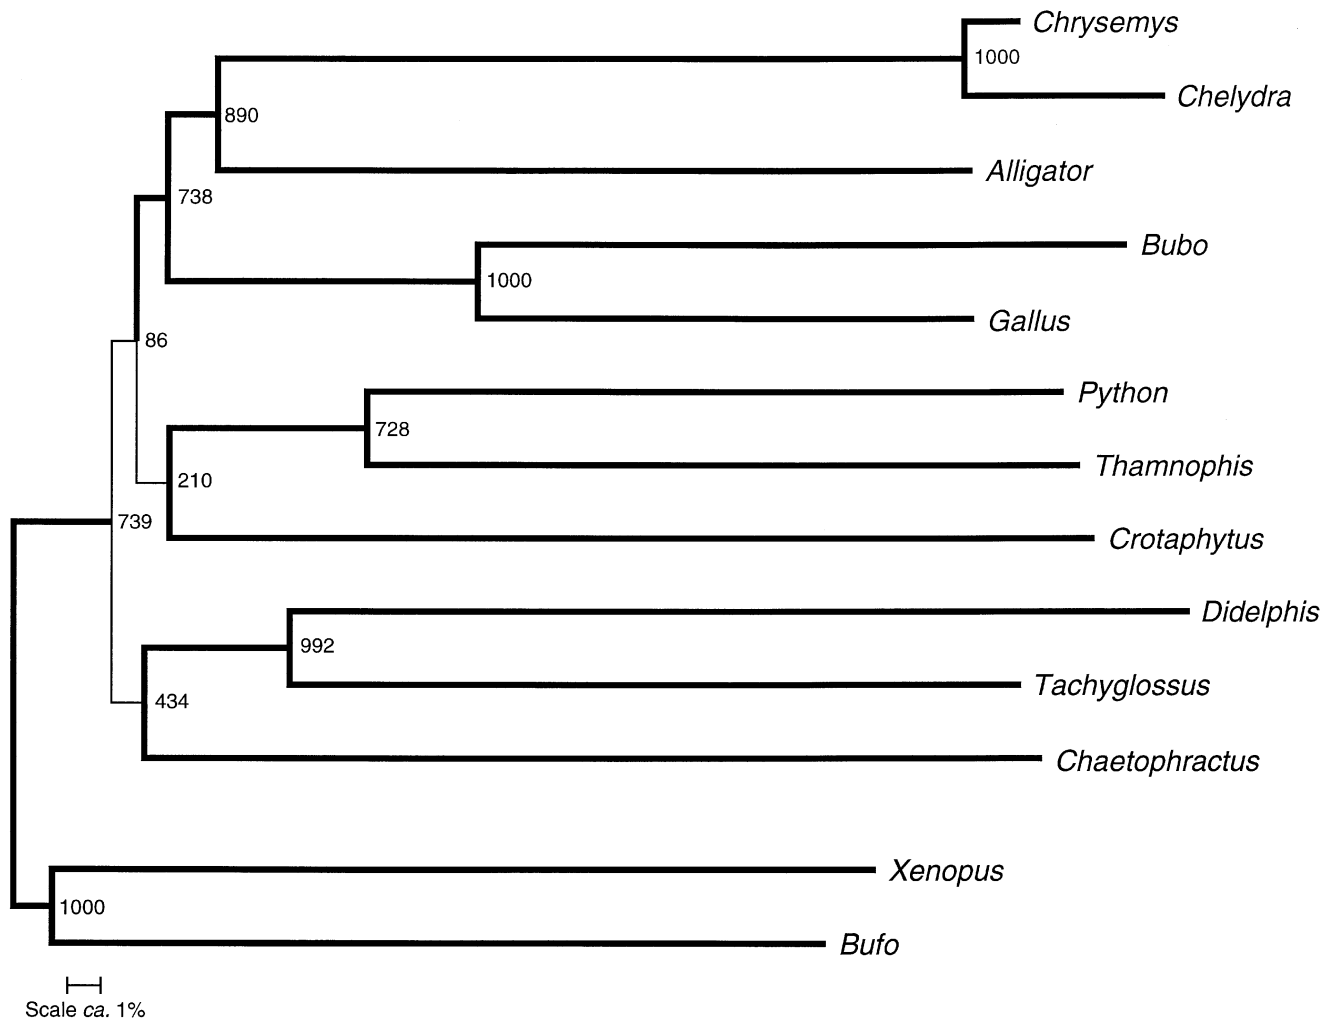 Chrysemys
1000
Chelydra
890
Alligator
738
Bubo
1000
Gallus
86
Python
728
Thamnophis
210
739
Crotaphytus
Didelphis
992
Tachyglossus
434
Chaetophractus
Xenopus
1000
Bufo
Scale ca. 1%